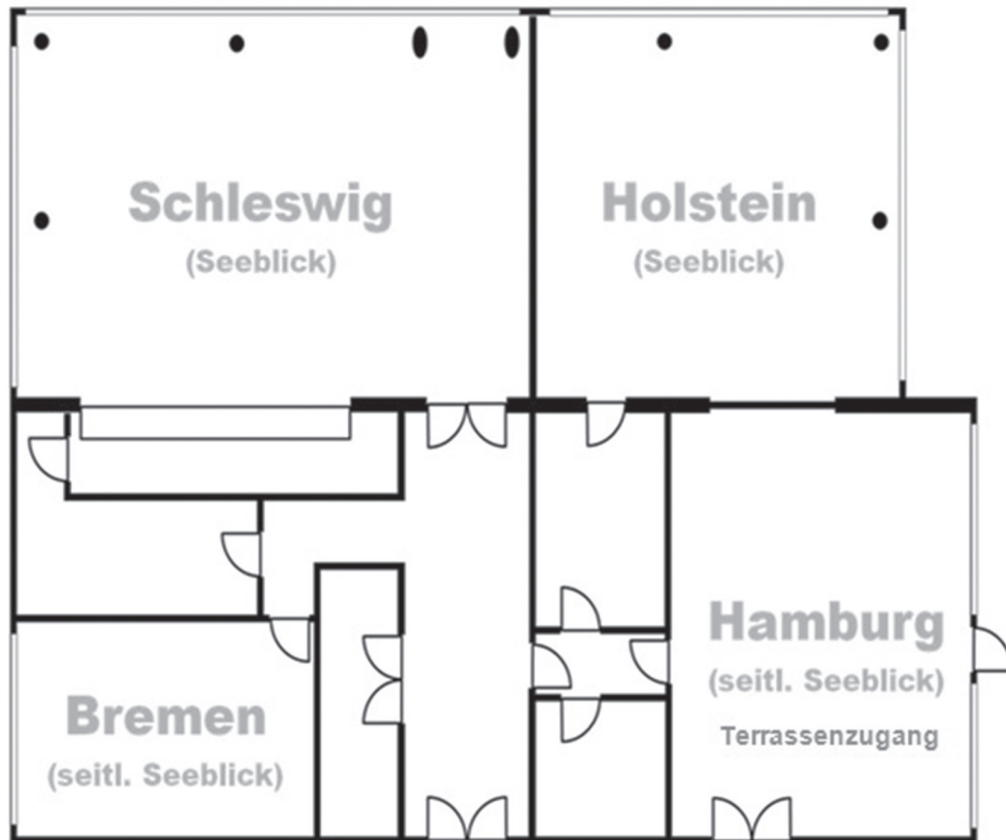 Schleswig
(Seeblick)
Holstein
(Seeblick)
Hamburg
(seitl. Seeblick)
Terrassenzugang
Bremen
(seitl. Seeblick)